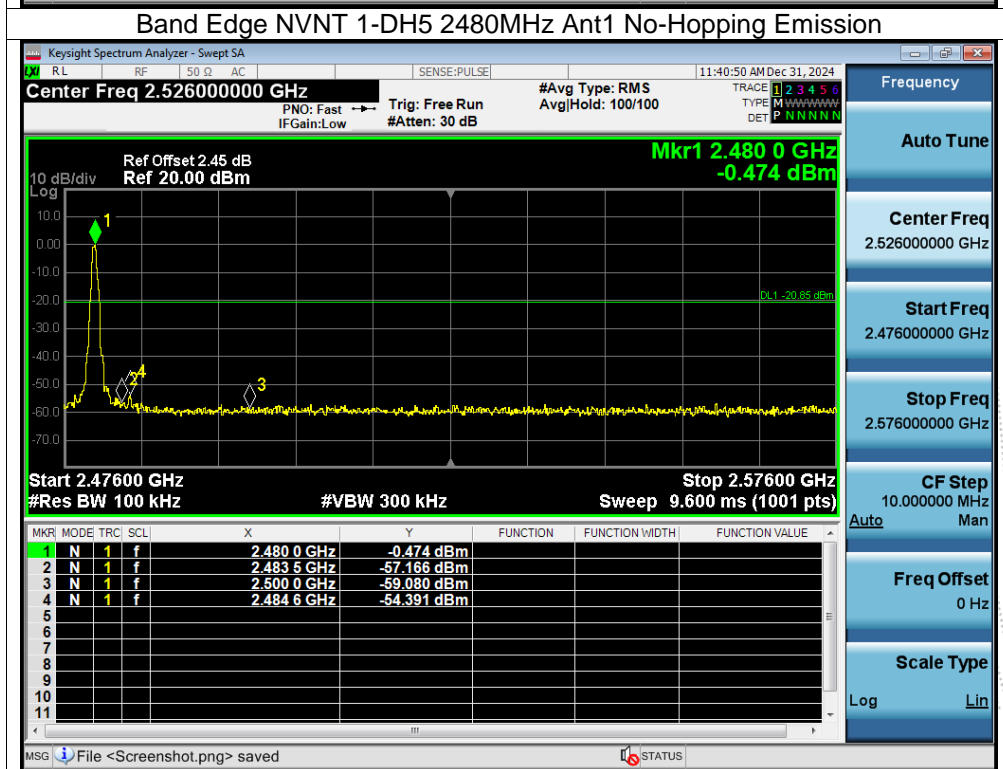 Band Edge NVNT 1-DH5 2480MHz Ant1 No-Hopping Emission
Keysight Spectrum Analyzer - Swept SA
LXI RL RF 50 Ω AC SENSE:PULSE 11:40:50 AM Dec 31, 2024
Center Freq 2.526000000 GHz
PNO: Fast
IFGain:Low
Trig: Free Run
#Atten: 30 dB
#Avg Type: RMS
Avg|Hold: 100/100
TRACE 1 2 3 4 5 6
TYPE M WWWWW
DET P N N N N N
Ref Offset 2.45 dB
10 dB/div Ref 20.00 dBm
Log
Mkr1 2.480 0 GHz
-0.474 dBm
10.0
0.00
-10.0
-20.0
-30.0
-40.0
-50.0
-60.0
-70.0
1
2
4
3
DL1 -20.85 dBm
Start 2.47600 GHz Stop 2.57600 GHz
#Res BW 100 kHz #VBW 300 kHz Sweep 9.600 ms (1001 pts)
MKR MODE TRC SCL X Y FUNCTION FUNCTION WIDTH FUNCTION VALUE
1 N 1 f 2.480 0 GHz -0.474 dBm
2 N 1 f 2.483 5 GHz -57.166 dBm
3 N 1 f 2.500 0 GHz -59.080 dBm
4 N 1 f 2.484 6 GHz -54.391 dBm
5
6
7
8
9
10
11
MSG File <Screenshot.png> saved STATUS
Frequency
Auto Tune
Center Freq
2.526000000 GHz
Start Freq
2.476000000 GHz
Stop Freq
2.576000000 GHz
CF Step
10.000000 MHz
Auto Man
Freq Offset
0 Hz
Scale Type
Log Lin